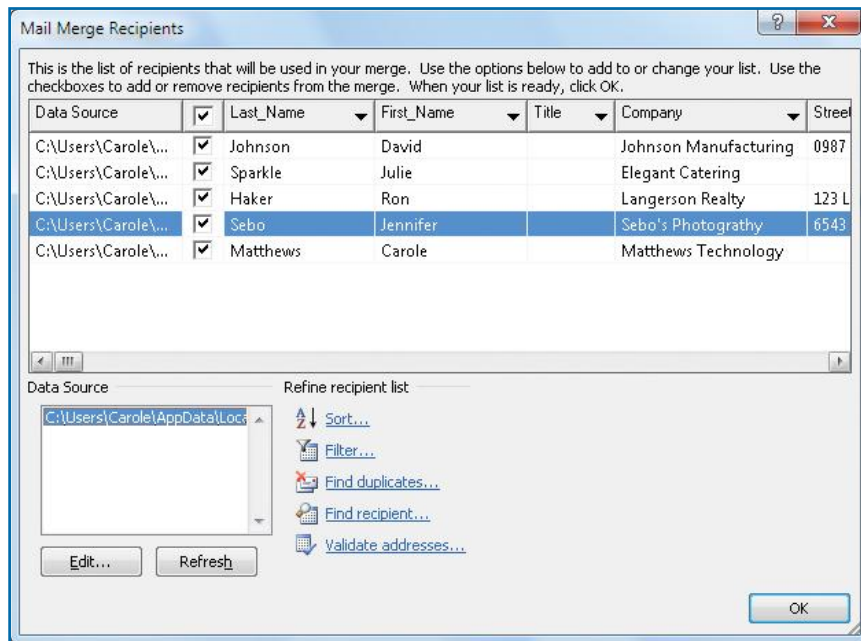 Mail Merge Recipients
This is the list of recipients that will be used in your merge. Use the options below to add to or change your list. Use the
checkboxes to add or remove recipients from the merge. When your list is ready, click OK.
Data Source Last_Name First_Name Title Company Street
C:\Users\Carole\... Johnson David Johnson Manufacturing 0987
C:\Users\Carole\... Sparkle Julie Elegant Catering
C:\Users\Carole\... Haker Ron Langerson Realty 123 L
C:\Users\Carole\... Sebo Jennifer Sebo's Photograthy 6543
C:\Users\Carole\... Matthews Carole Matthews Technology
Data Source Refine recipient list
C:\Users\Carole\AppData\Loca
Sort...
Filter...
Find duplicates...
Find recipient...
Validate addresses...
Edit... Refresh
OK